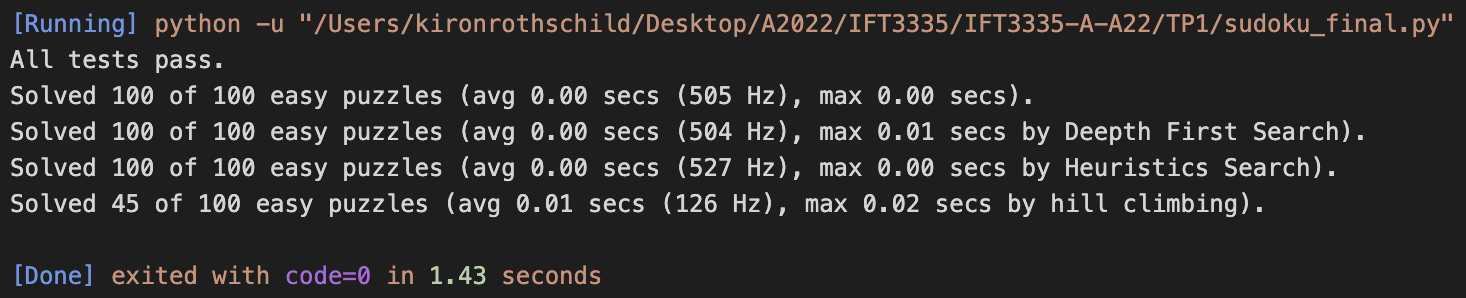 [Running] python -u "/Users/kironrothschild/Desktop/A2022/IFT3335/IFT3335-A-A22/TP1/sudoku_final.py"
All tests pass.
Solved 100 of 100 easy puzzles (avg 0.00 secs (505 Hz), max 0.00 secs).
Solved 100 of 100 easy puzzles (avg 0.00 secs (504 Hz), max 0.01 secs by Deepth First Search).
Solved 100 of 100 easy puzzles (avg 0.00 secs (527 Hz), max 0.00 secs by Heuristics Search).
Solved 45 of 100 easy puzzles (avg 0.01 secs (126 Hz), max 0.02 secs by hill climbing).
[Done] exited with code=0 in 1.43 seconds